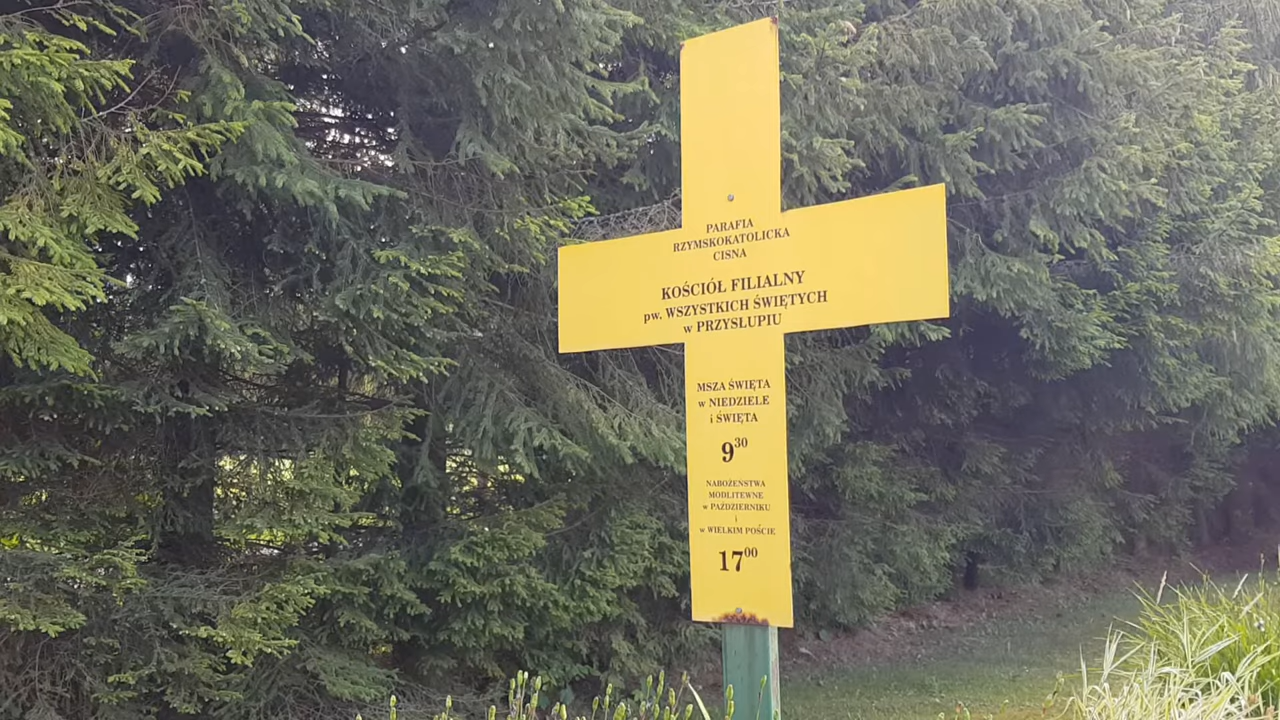 PARAFIA
RZYMSKOKATOLICKA
CISNA
KOŚCIÓŁ FILIALNY
pw. WSZYSTKICH ŚWIĘTYCH
w PRZYSŁUPIU
MSZA ŚWIĘTA
w NIEDZIELE
i ŚWIĘTA
9³⁰
NABOŻEŃSTWA
MODLITEWNE
w PAŹDZIERNIKU
i
w WIELKIM POŚCIE
17⁰⁰